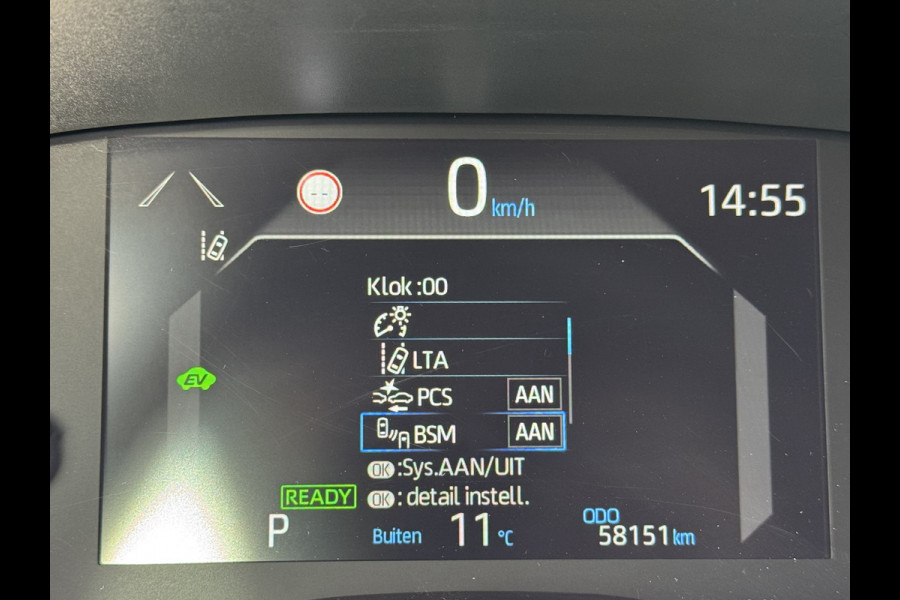 0 km/h
14:55
--
Klok :00
LTA
PCS AAN
BSM AAN
EV
OK :Sys.AAN/UIT
READY
OK : detail instell.
P
Buiten 11 °C
ODO
58151 km